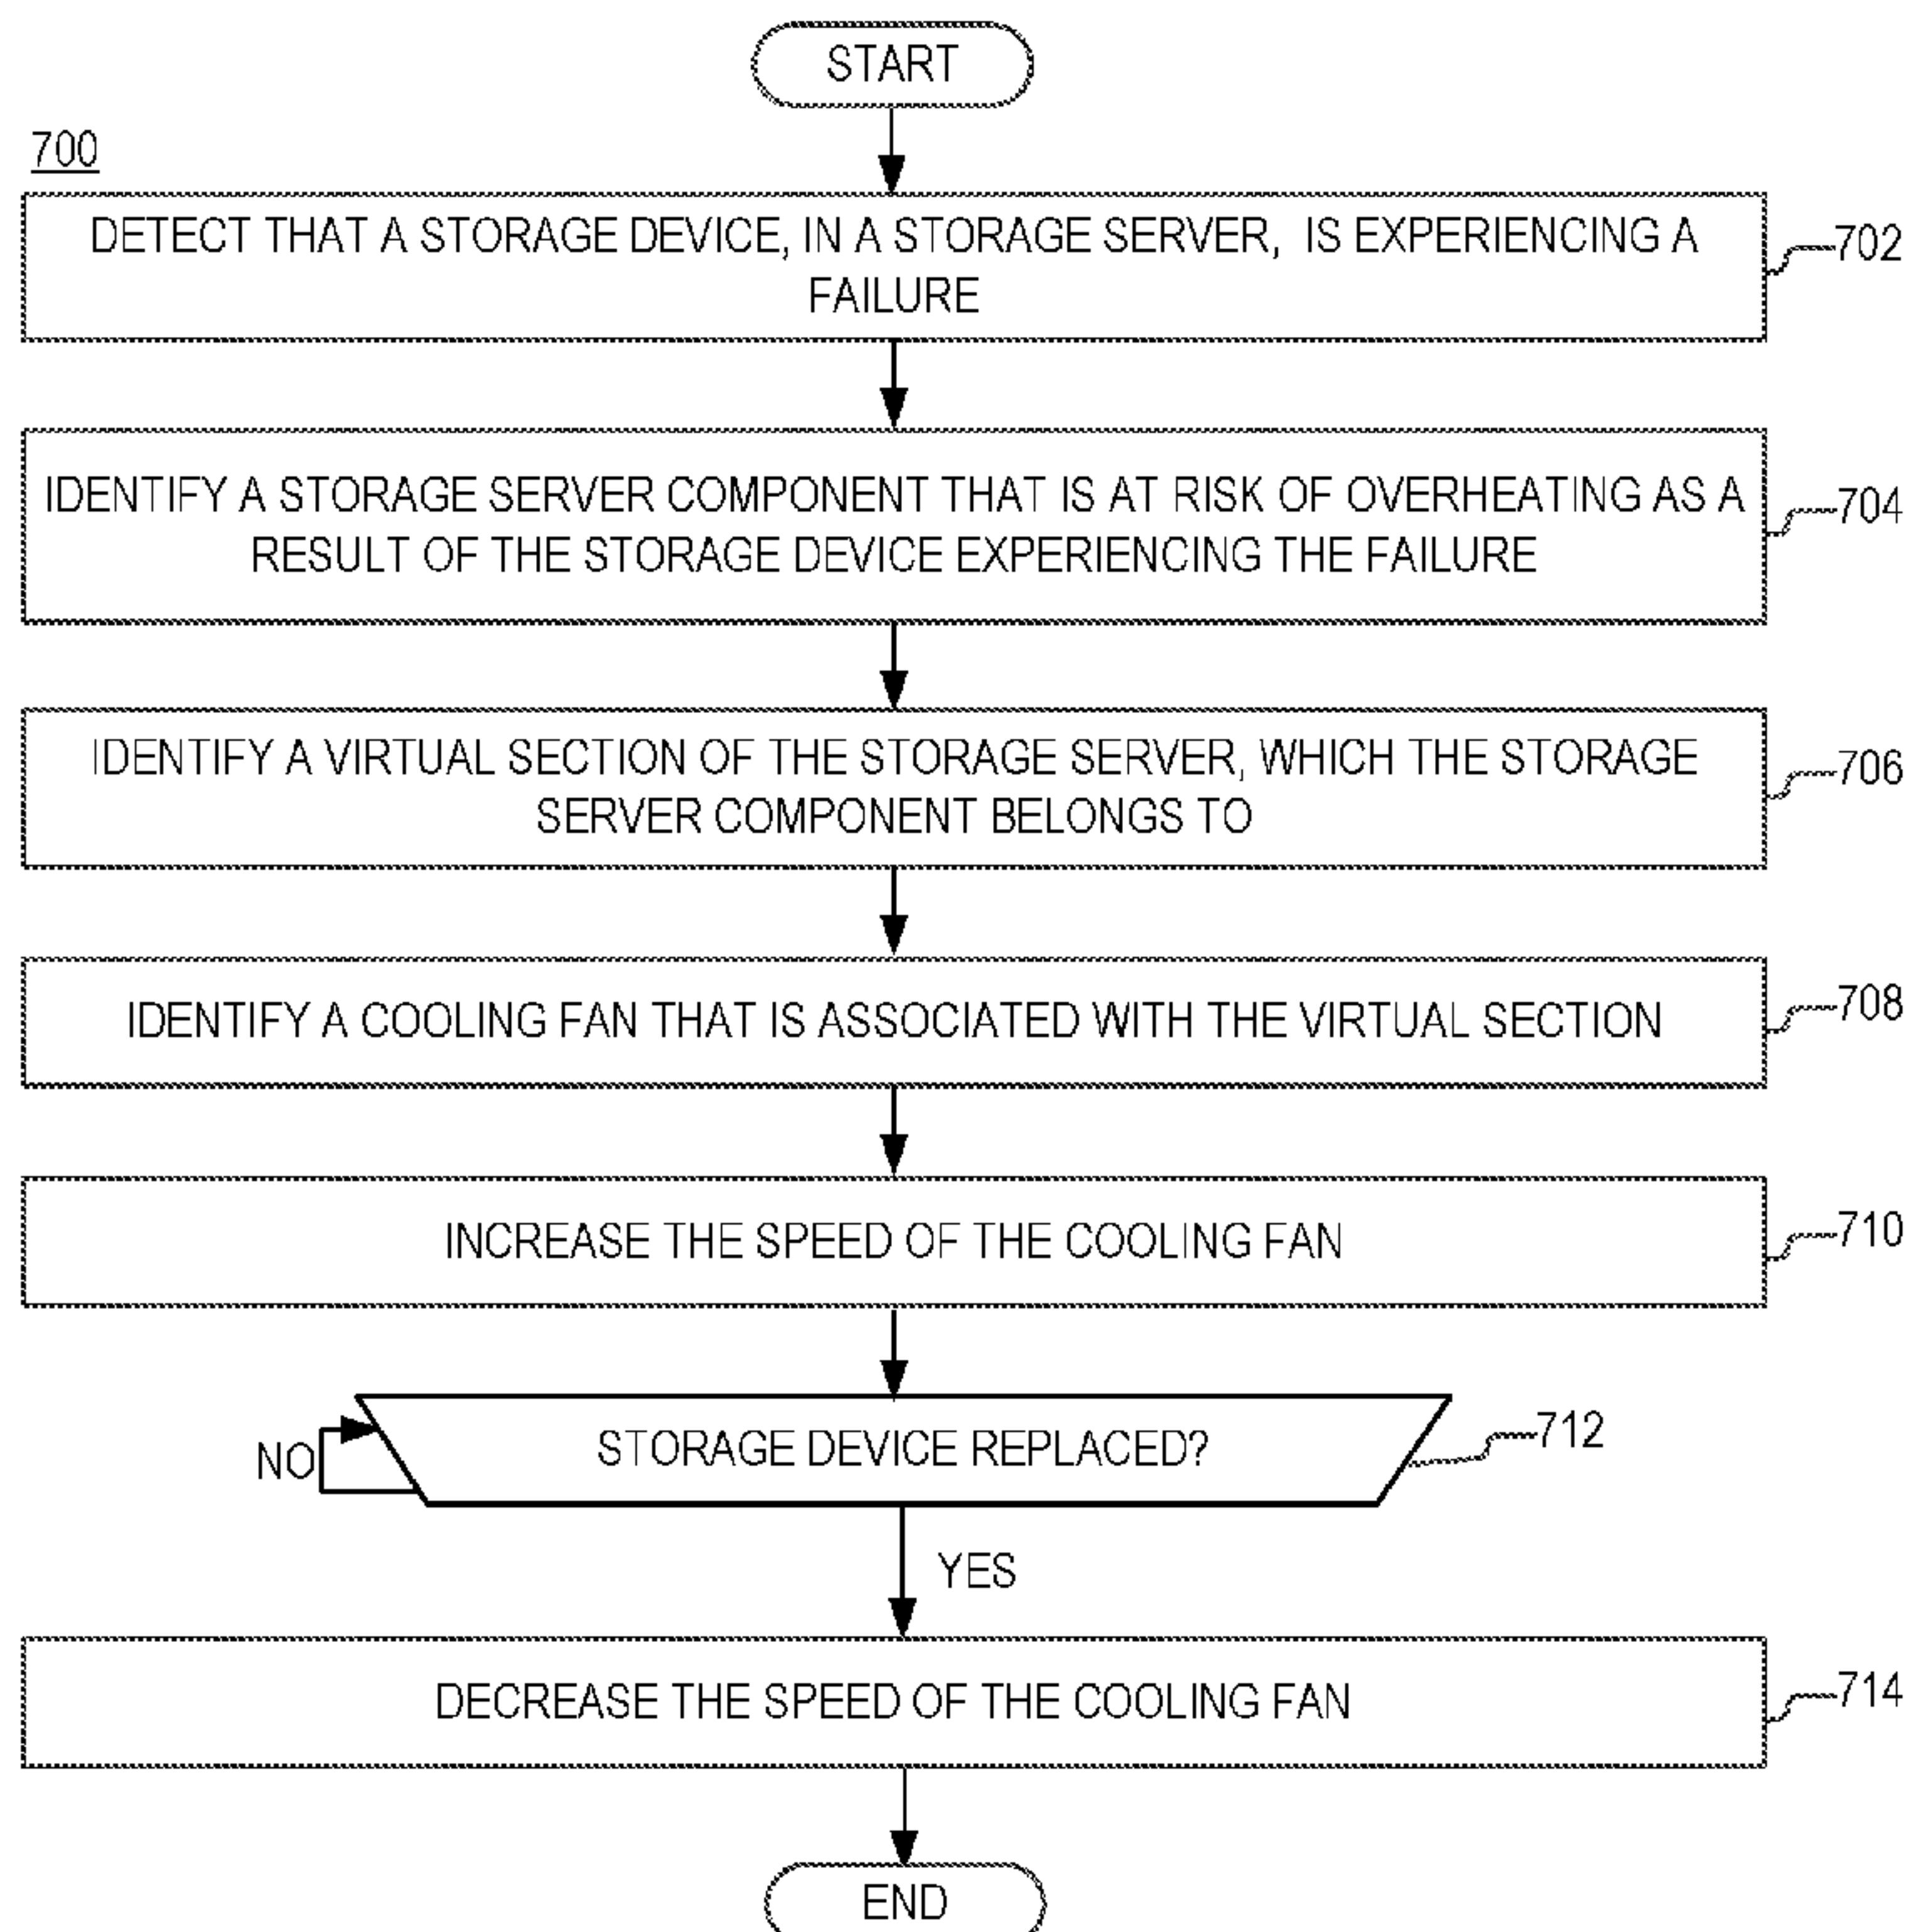 START
700
DETECT THAT A STORAGE DEVICE, IN A STORAGE SERVER, IS EXPERIENCING A
FAILURE
702
IDENTIFY A STORAGE SERVER COMPONENT THAT IS AT RISK OF OVERHEATING AS A
RESULT OF THE STORAGE DEVICE EXPERIENCING THE FAILURE
704
IDENTIFY A VIRTUAL SECTION OF THE STORAGE SERVER, WHICH THE STORAGE
SERVER COMPONENT BELONGS TO
706
IDENTIFY A COOLING FAN THAT IS ASSOCIATED WITH THE VIRTUAL SECTION
708
INCREASE THE SPEED OF THE COOLING FAN
710
STORAGE DEVICE REPLACED?
712
NO
YES
DECREASE THE SPEED OF THE COOLING FAN
714
END